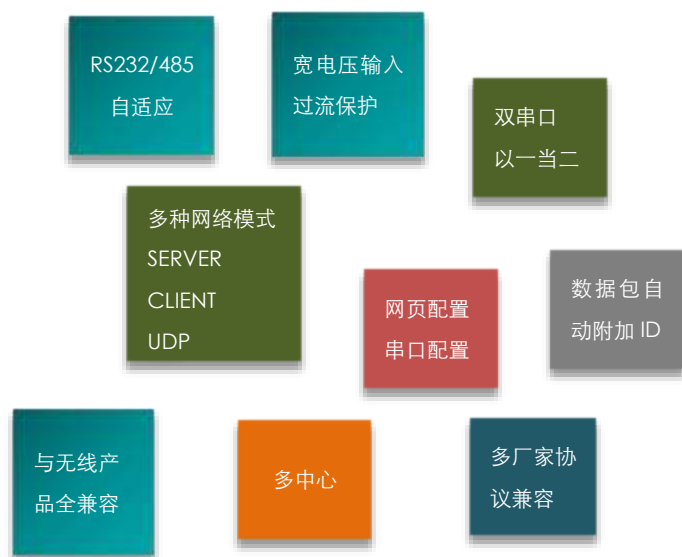 RS232/485
自适应
宽电压输入
过流保护
双串口
以一当二
多种网络模式
SERVER
CLIENT
UDP
网页配置
串口配置
数据包自
动附加 ID
与无线产
品全兼容
多中心
多厂家协
议兼容